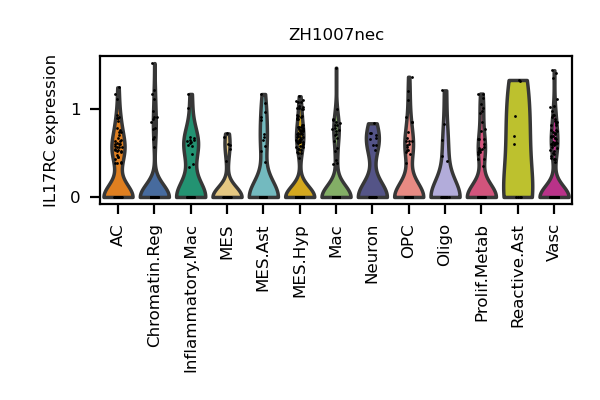 ZH1007nec
IL17RC expression
1
0
AC
Chromatin.Reg
Inflammatory.Mac
MES
MES.Ast
MES.Hyp
Mac
Neuron
OPC
Oligo
Prolif.Metab
Reactive.Ast
Vasc